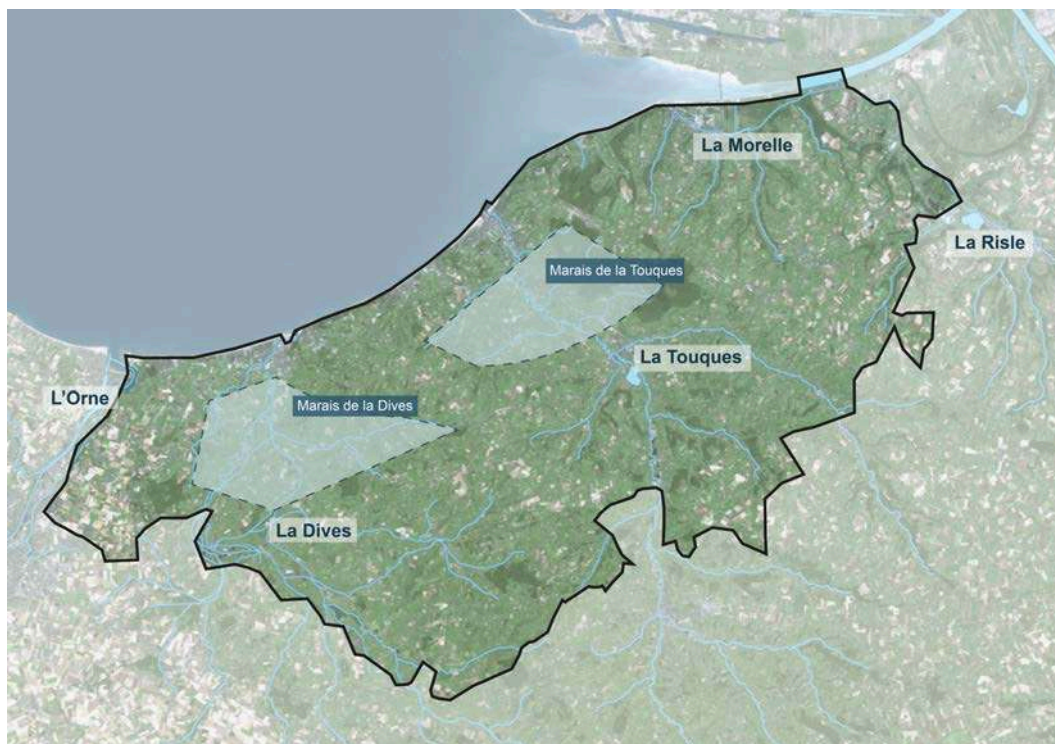 La Morelle
La Risle
Marais de la Touques
La Touques
L'Orne
Marais de la Dives
La Dives